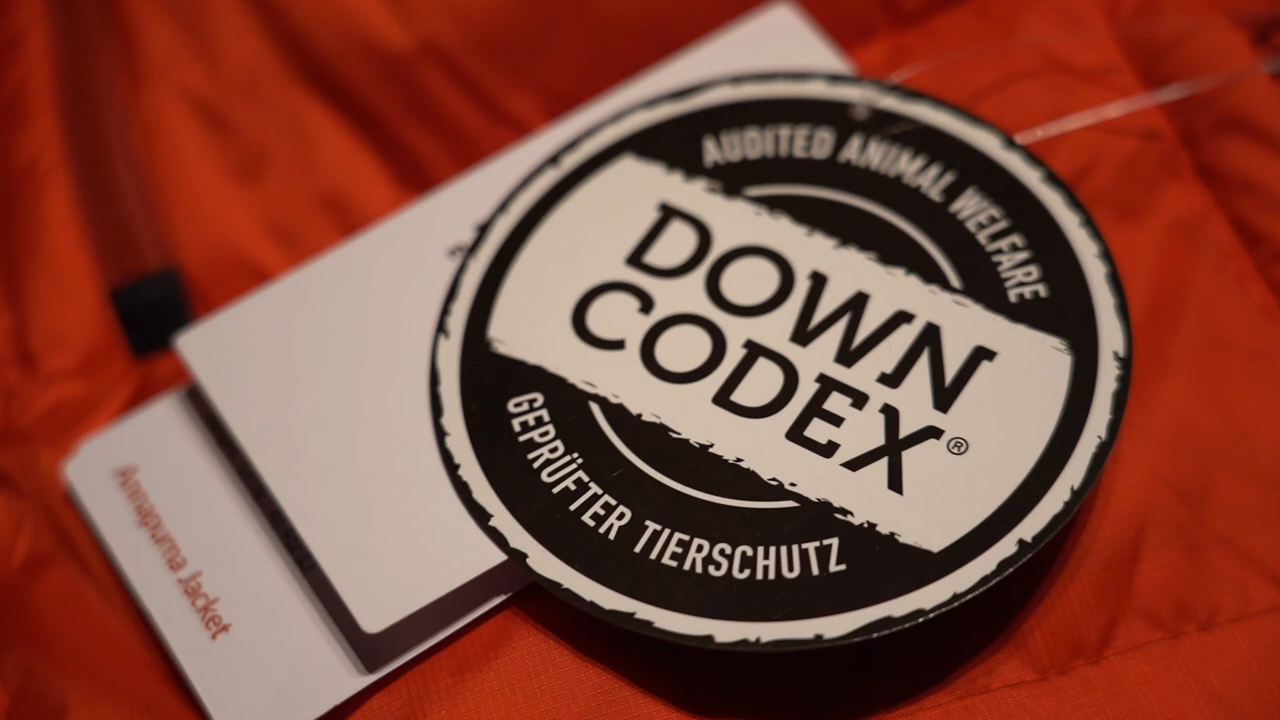 AUDITED ANIMAL WELFARE
DOWN
CODEX®
GEPRÜFTER TIERSCHUTZ
Annapurna Jacket